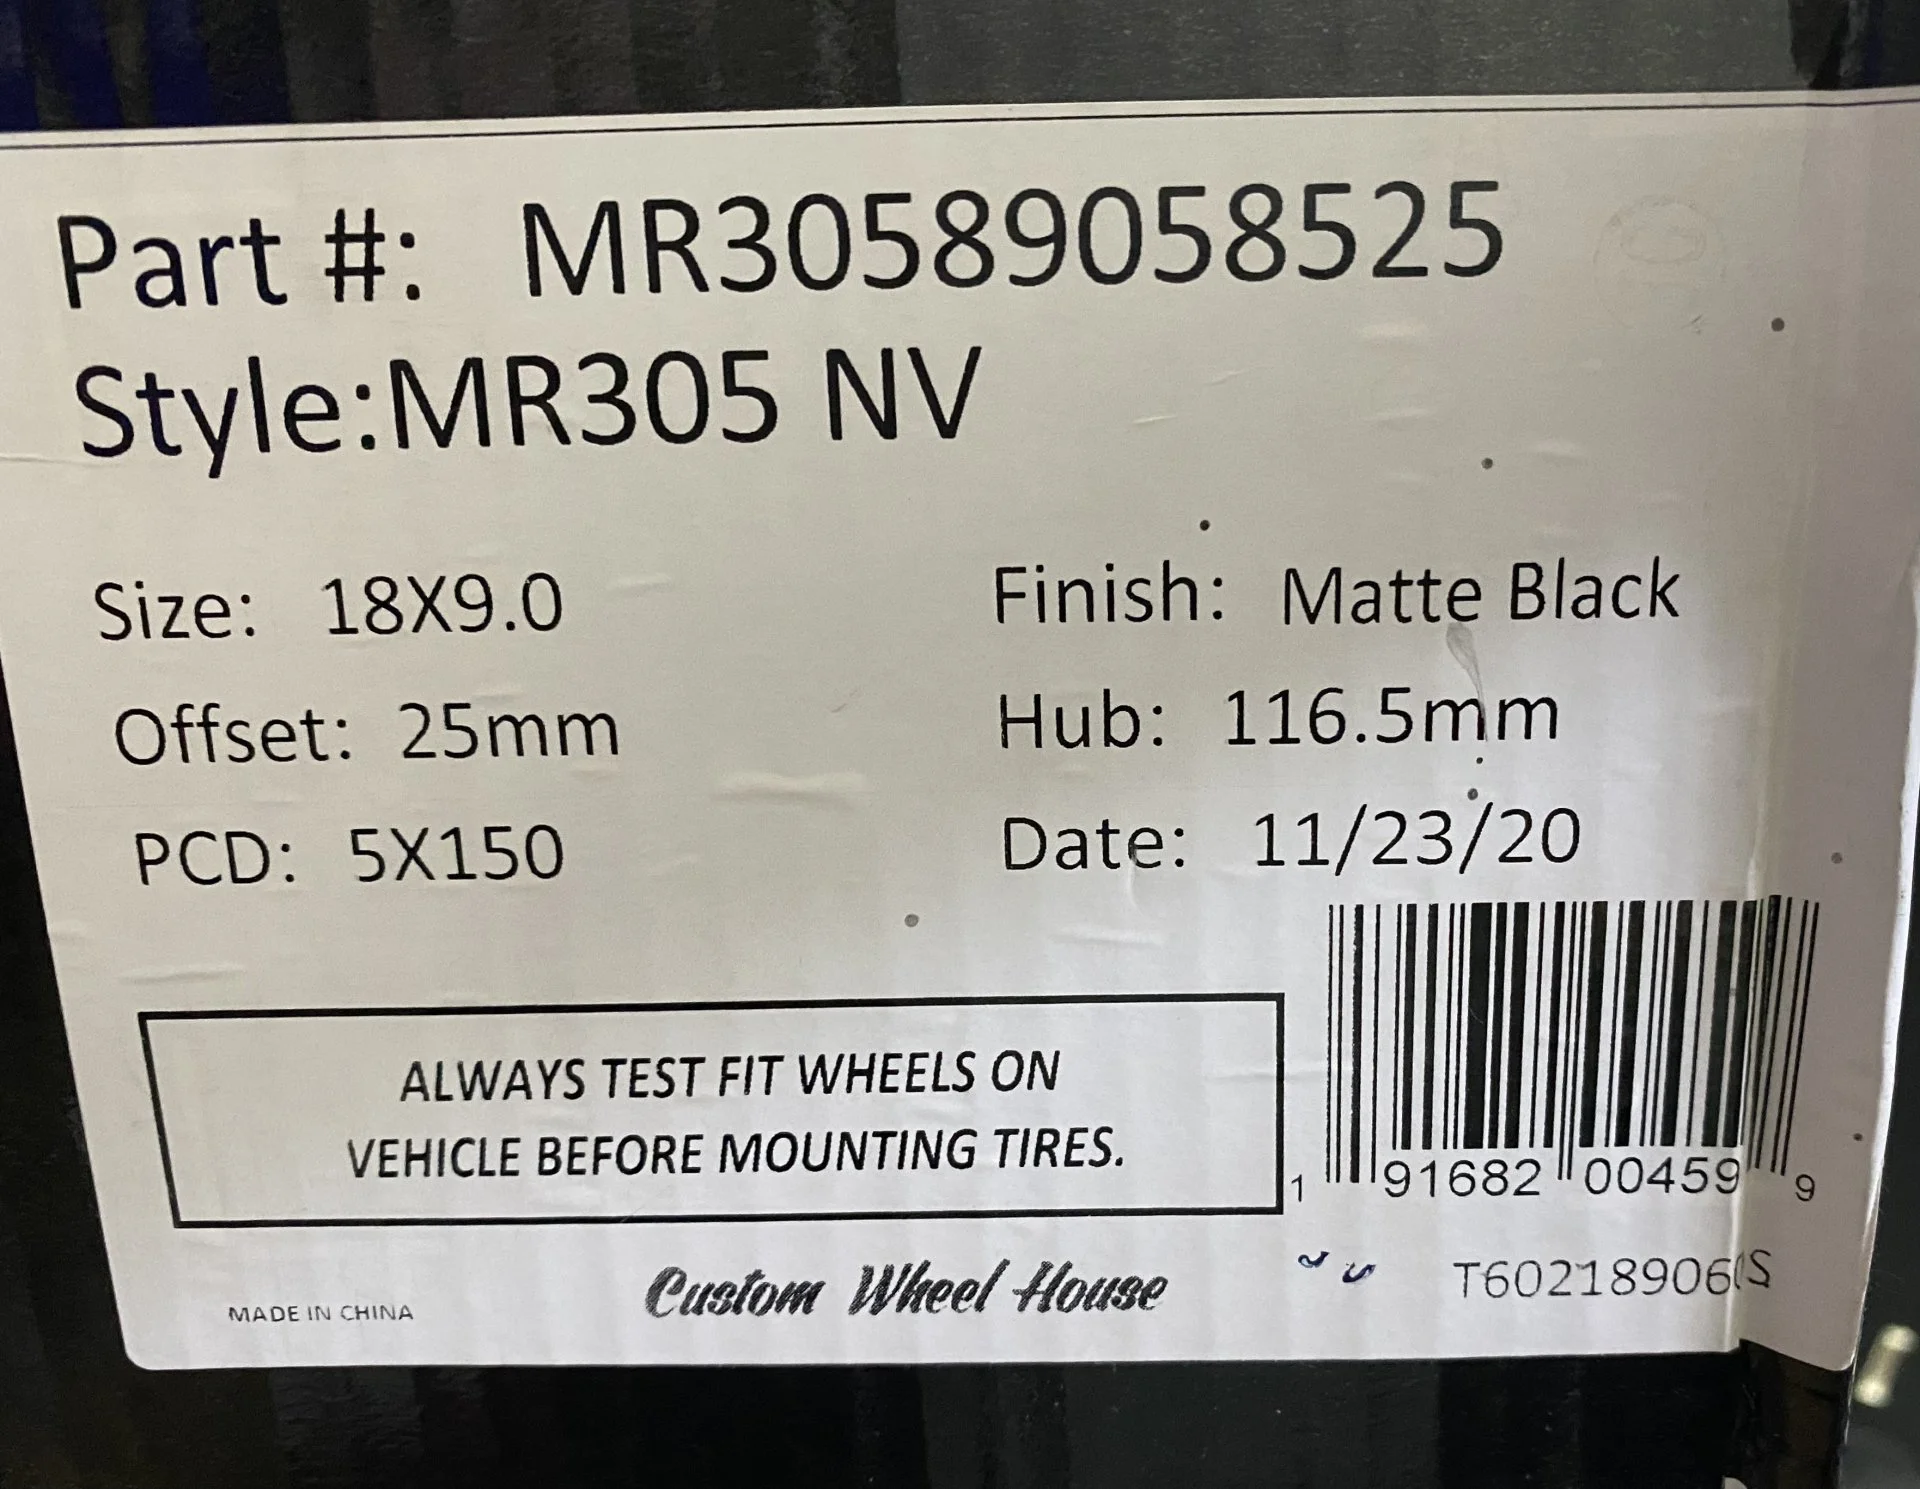 Part #: MR30589058525
Style:MR305 NV
Size: 18X9.0
Finish: Matte Black
Offset: 25mm
Hub: 116.5mm
PCD: 5X150
Date: 11/23/20
ALWAYS TEST FIT WHEELS ON
VEHICLE BEFORE MOUNTING TIRES.
1 91682 00459 9
MADE IN CHINA
Custom Wheel House